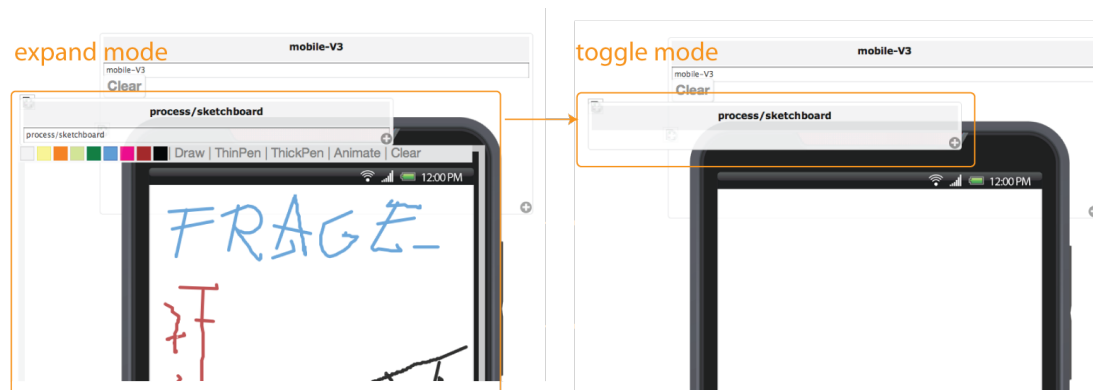 expand mode
mobile-V3
mobile-V3
Clear
process/sketchboard
process/sketchboard
Draw | ThinPen | ThickPen | Animate | Clear
12:00 PM
FRAGE_
toggle mode
mobile-V3
mobile-V3
Clear
process/sketchboard
12:00 PM